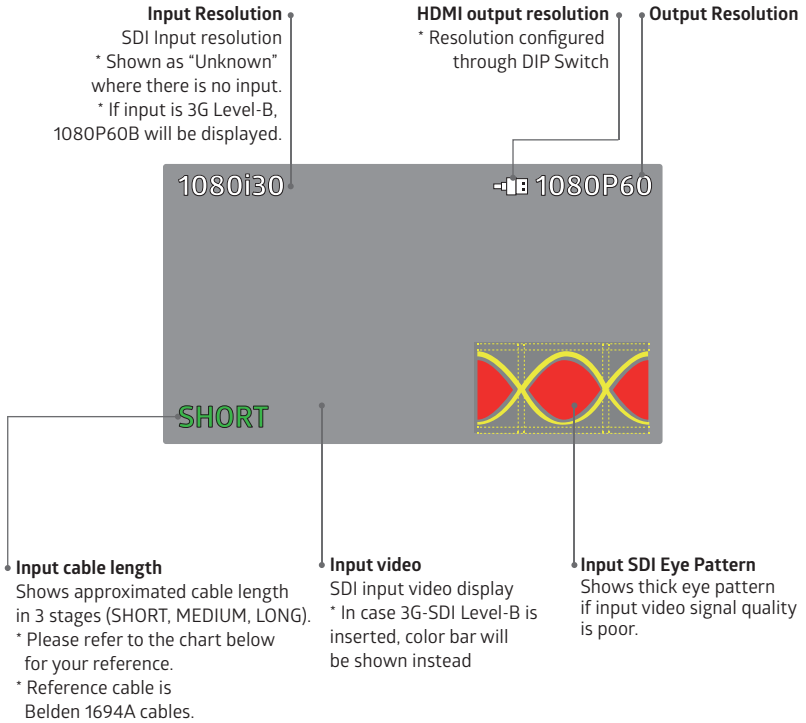 Input Resolution
SDI Input resolution
* Shown as “Unknown”
where there is no input.
* If input is 3G Level-B,
1080P60B will be displayed.
HDMI output resolution
* Resolution configured
through DIP Switch
Output Resolution
1080i30
1080P60
SHORT
Input cable length
Shows approximated cable length
in 3 stages (SHORT, MEDIUM, LONG).
* Please refer to the chart below
for your reference.
* Reference cable is
Belden 1694A cables.
Input video
SDI input video display
* In case 3G-SDI Level-B is
inserted, color bar will
be shown instead
Input SDI Eye Pattern
Shows thick eye pattern
if input video signal quality
is poor.